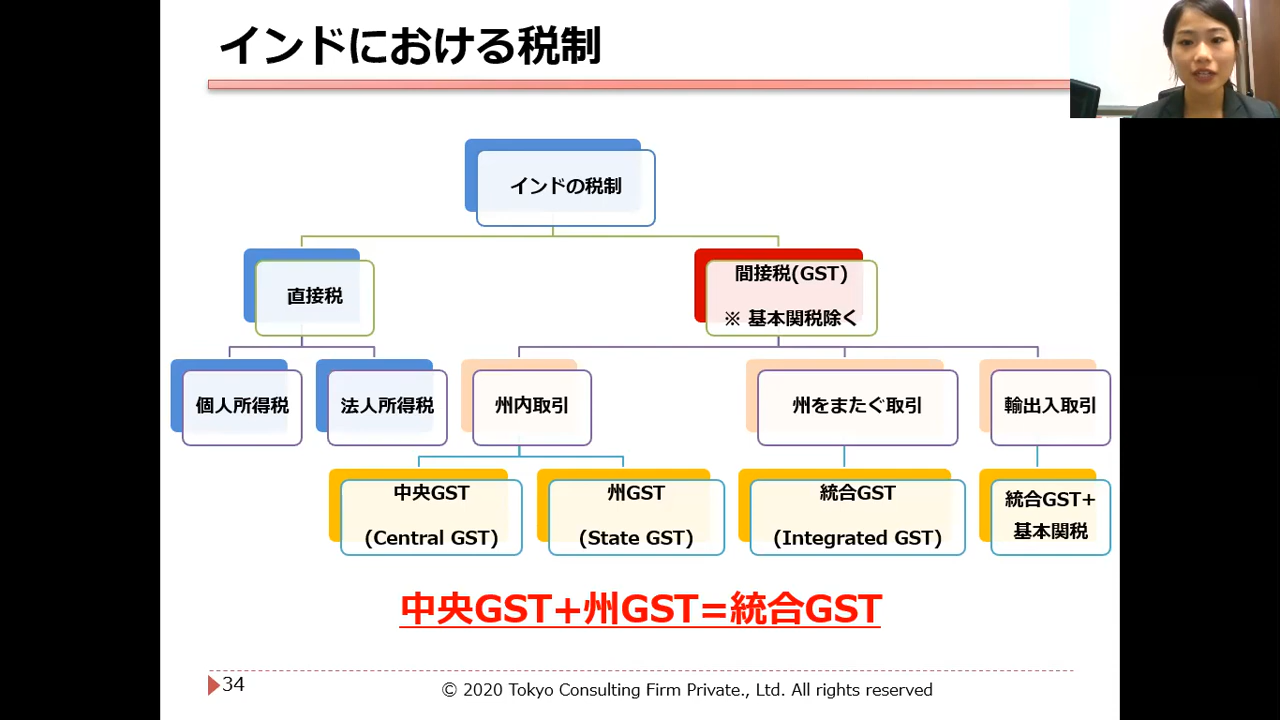 インドにおける税制
インドの税制
直接税
間接税(GST)
※ 基本関税除く
個人所得税
法人所得税
州内取引
州をまたぐ取引
輸出入取引
中央GST
(Central GST)
州GST
(State GST)
統合GST
(Integrated GST)
統合GST+
基本関税
中央GST+州GST=統合GST
34
© 2020 Tokyo Consulting Firm Private., Ltd. All rights reserved